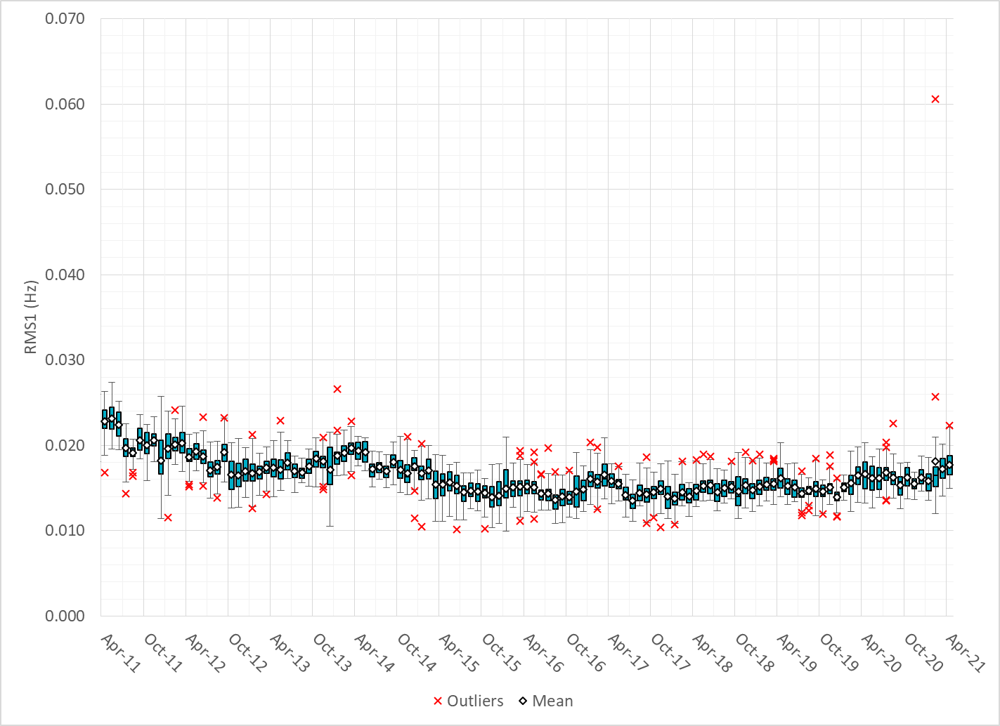 0.070
0.060
0.050
0.040
0.030
0.020
0.010
0.000
RMS1 (Hz)
Apr-11
Oct-11
Apr-12
Oct-12
Apr-13
Oct-13
Apr-14
Oct-14
Apr-15
Oct-15
Apr-16
Oct-16
Apr-17
Oct-17
Apr-18
Oct-18
Apr-19
Oct-19
Apr-20
Oct-20
Apr-21
Outliers Mean